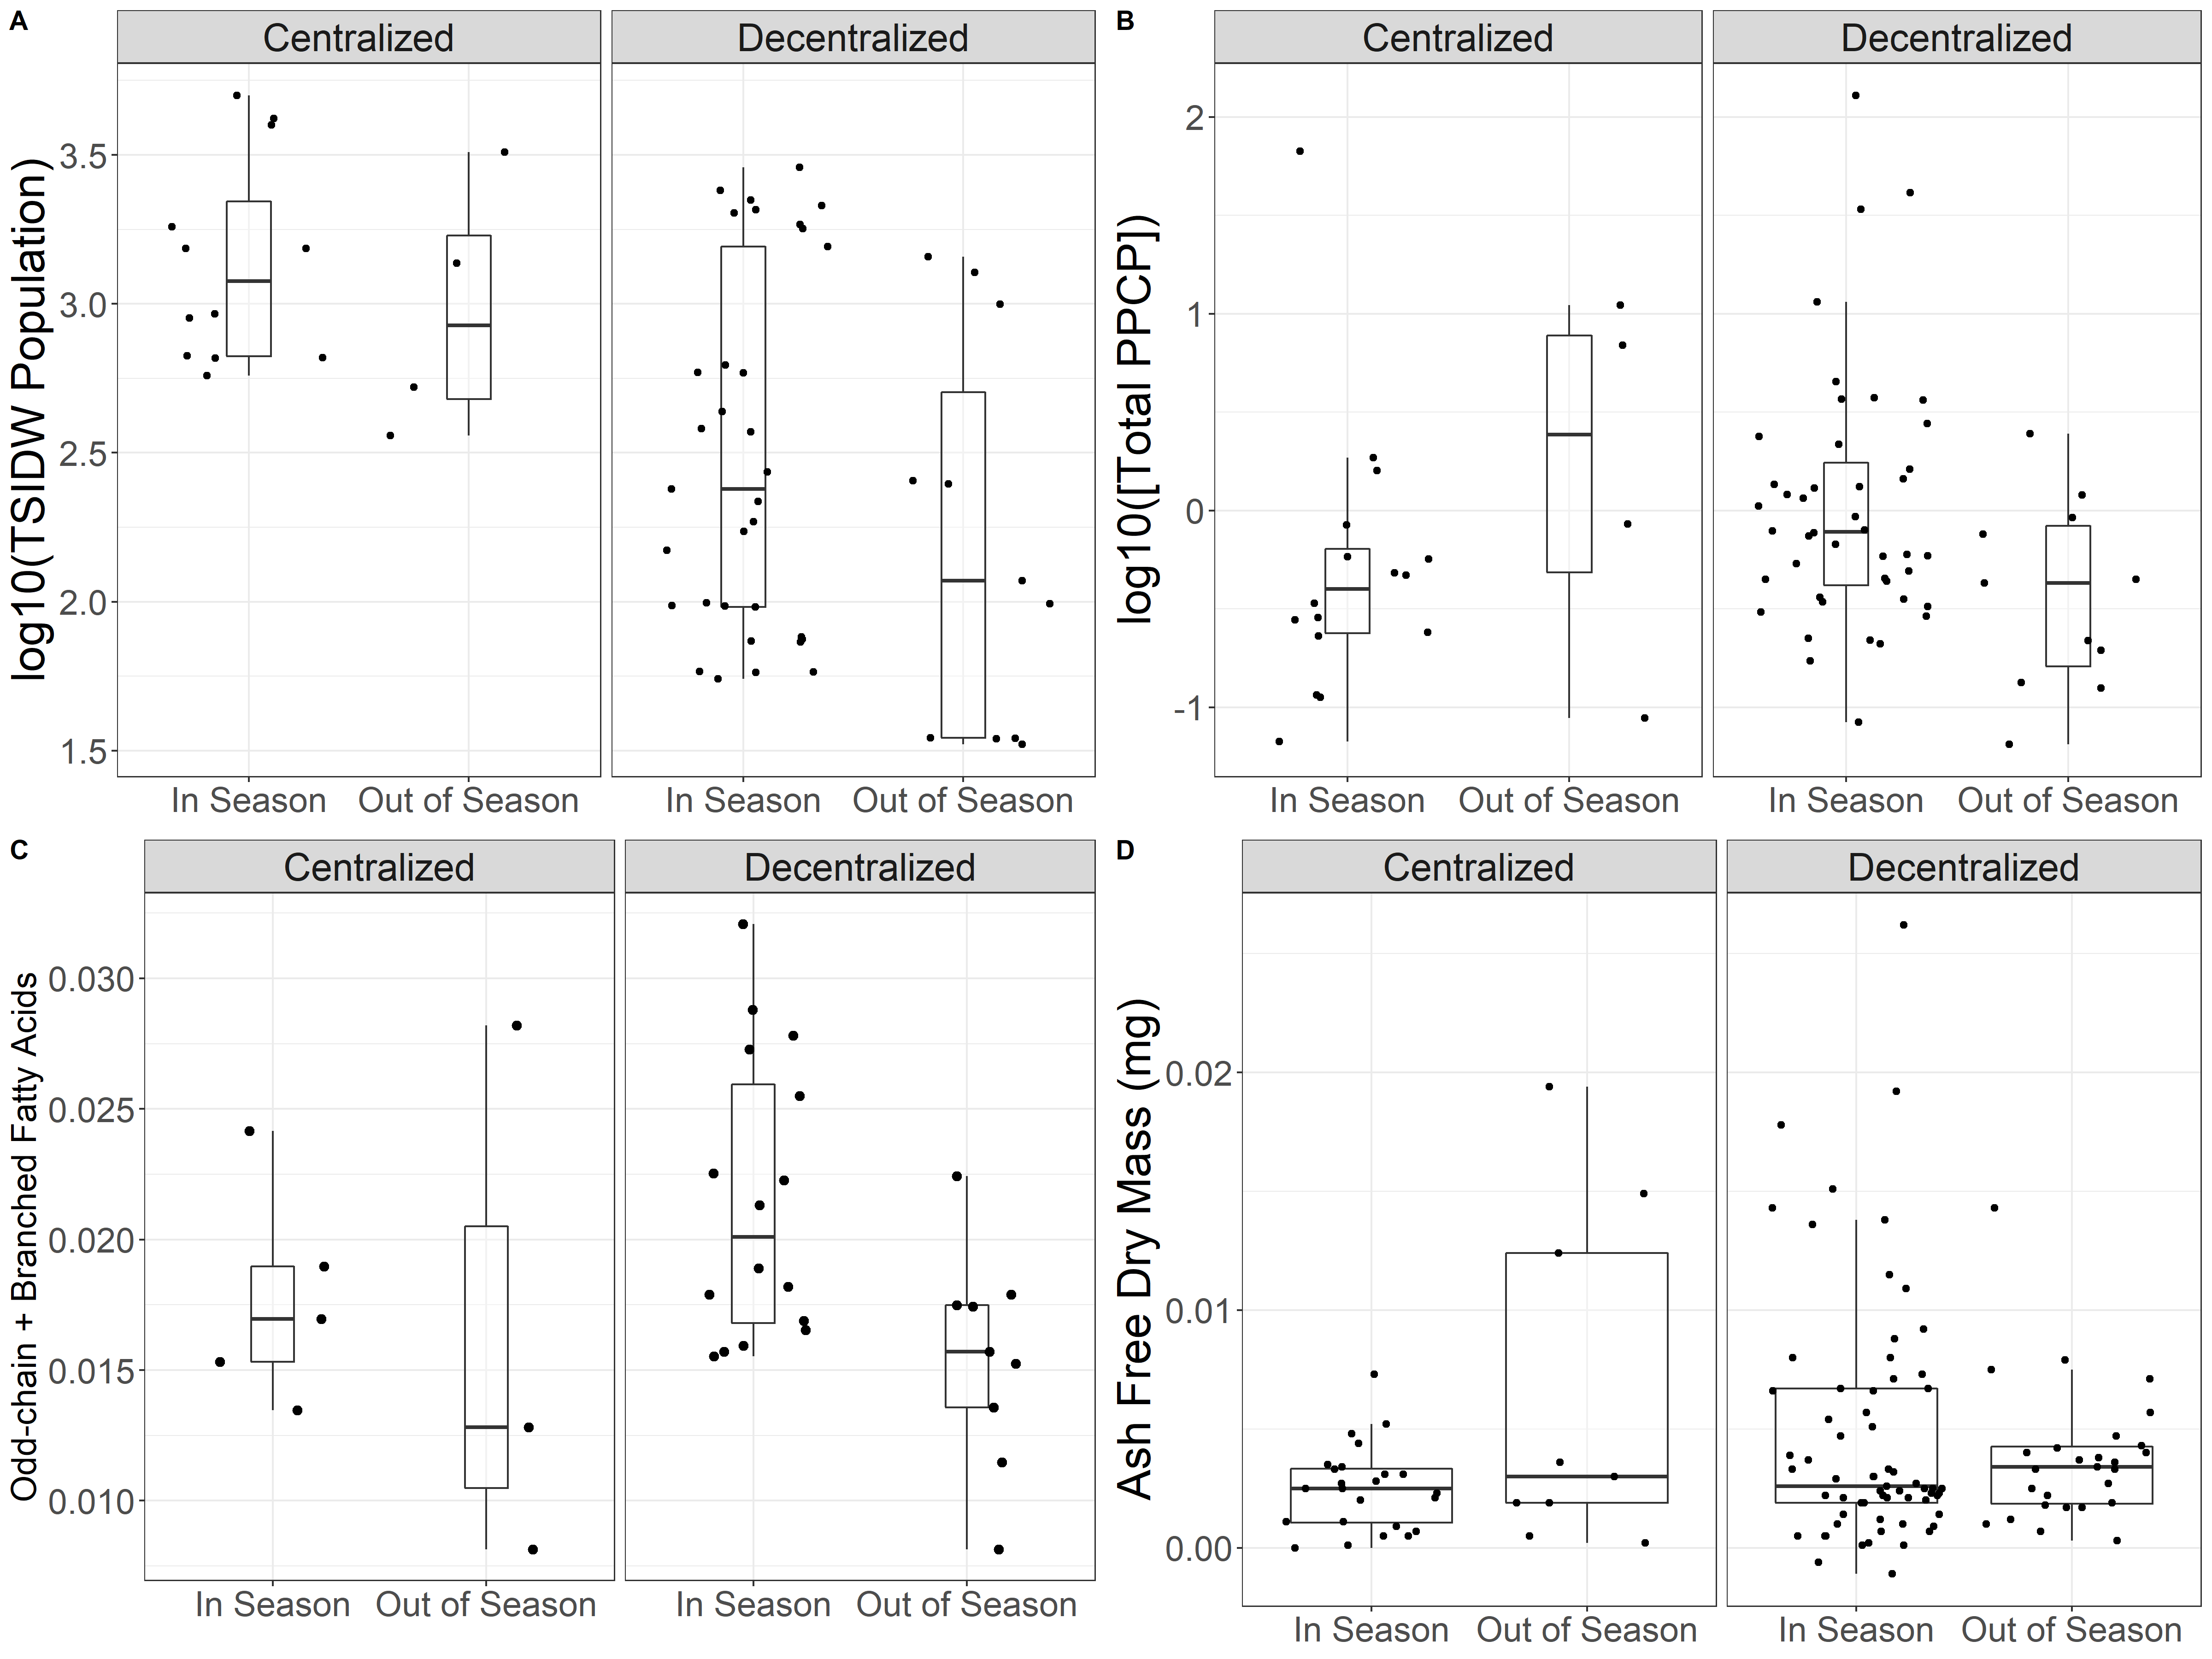 A
Centralized
Decentralized
log10(TSIDW Population)
3.5
3.0
2.5
2.0
1.5
In Season
Out of Season
In Season
Out of Season
B
Centralized
Decentralized
log10([Total PPCP])
2
1
0
-1
In Season
Out of Season
In Season
Out of Season
C
Centralized
Decentralized
Odd-chain + Branched Fatty Acids
0.030
0.025
0.020
0.015
0.010
In Season
Out of Season
In Season
Out of Season
D
Centralized
Decentralized
Ash Free Dry Mass (mg)
0.02
0.01
0.00
In Season
Out of Season
In Season
Out of Season